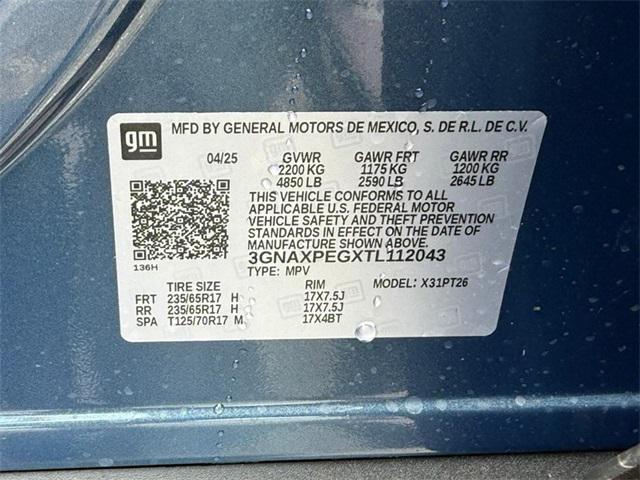 gm MFD BY GENERAL MOTORS DE MEXICO, S. DE R.L. DE C.V.
04/25 GVWR GAWR FRT GAWR RR
2200 KG 1175 KG 1200 KG
4850 LB 2590 LB 2645 LB
THIS VEHICLE CONFORMS TO ALL
APPLICABLE U.S. FEDERAL MOTOR
VEHICLE SAFETY AND THEFT PREVENTION
STANDARDS IN EFFECT ON THE DATE OF
MANUFACTURE SHOWN ABOVE.
3GNAXPEGXTL112043
136H TYPE: MPV MODEL: X31PT26
TIRE SIZE RIM
FRT 235/65R17 H 17X7.5J
RR 235/65R17 H 17X7.5J
SPA T125/70R17 M 17X4BT